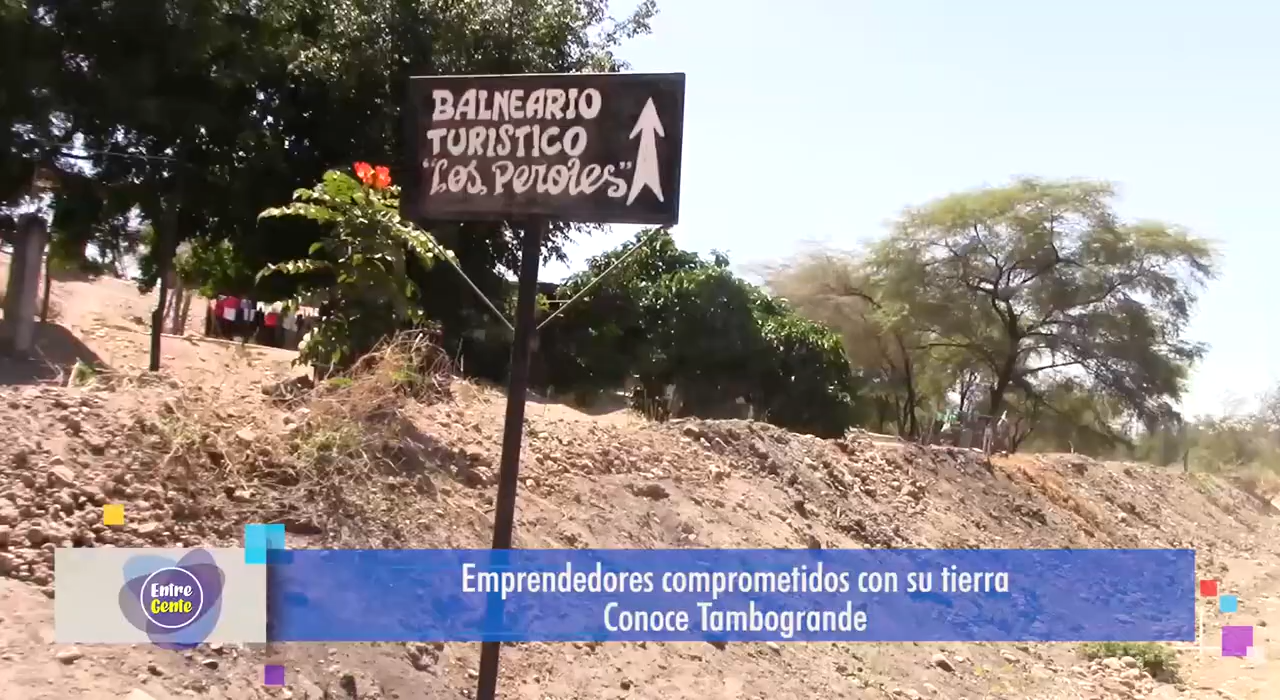 BALNEARIO
TURISTICO
"Los Peroles"
Entre
Gente
Emprendedores comprometidos con su tierra
Conoce Tambogrande